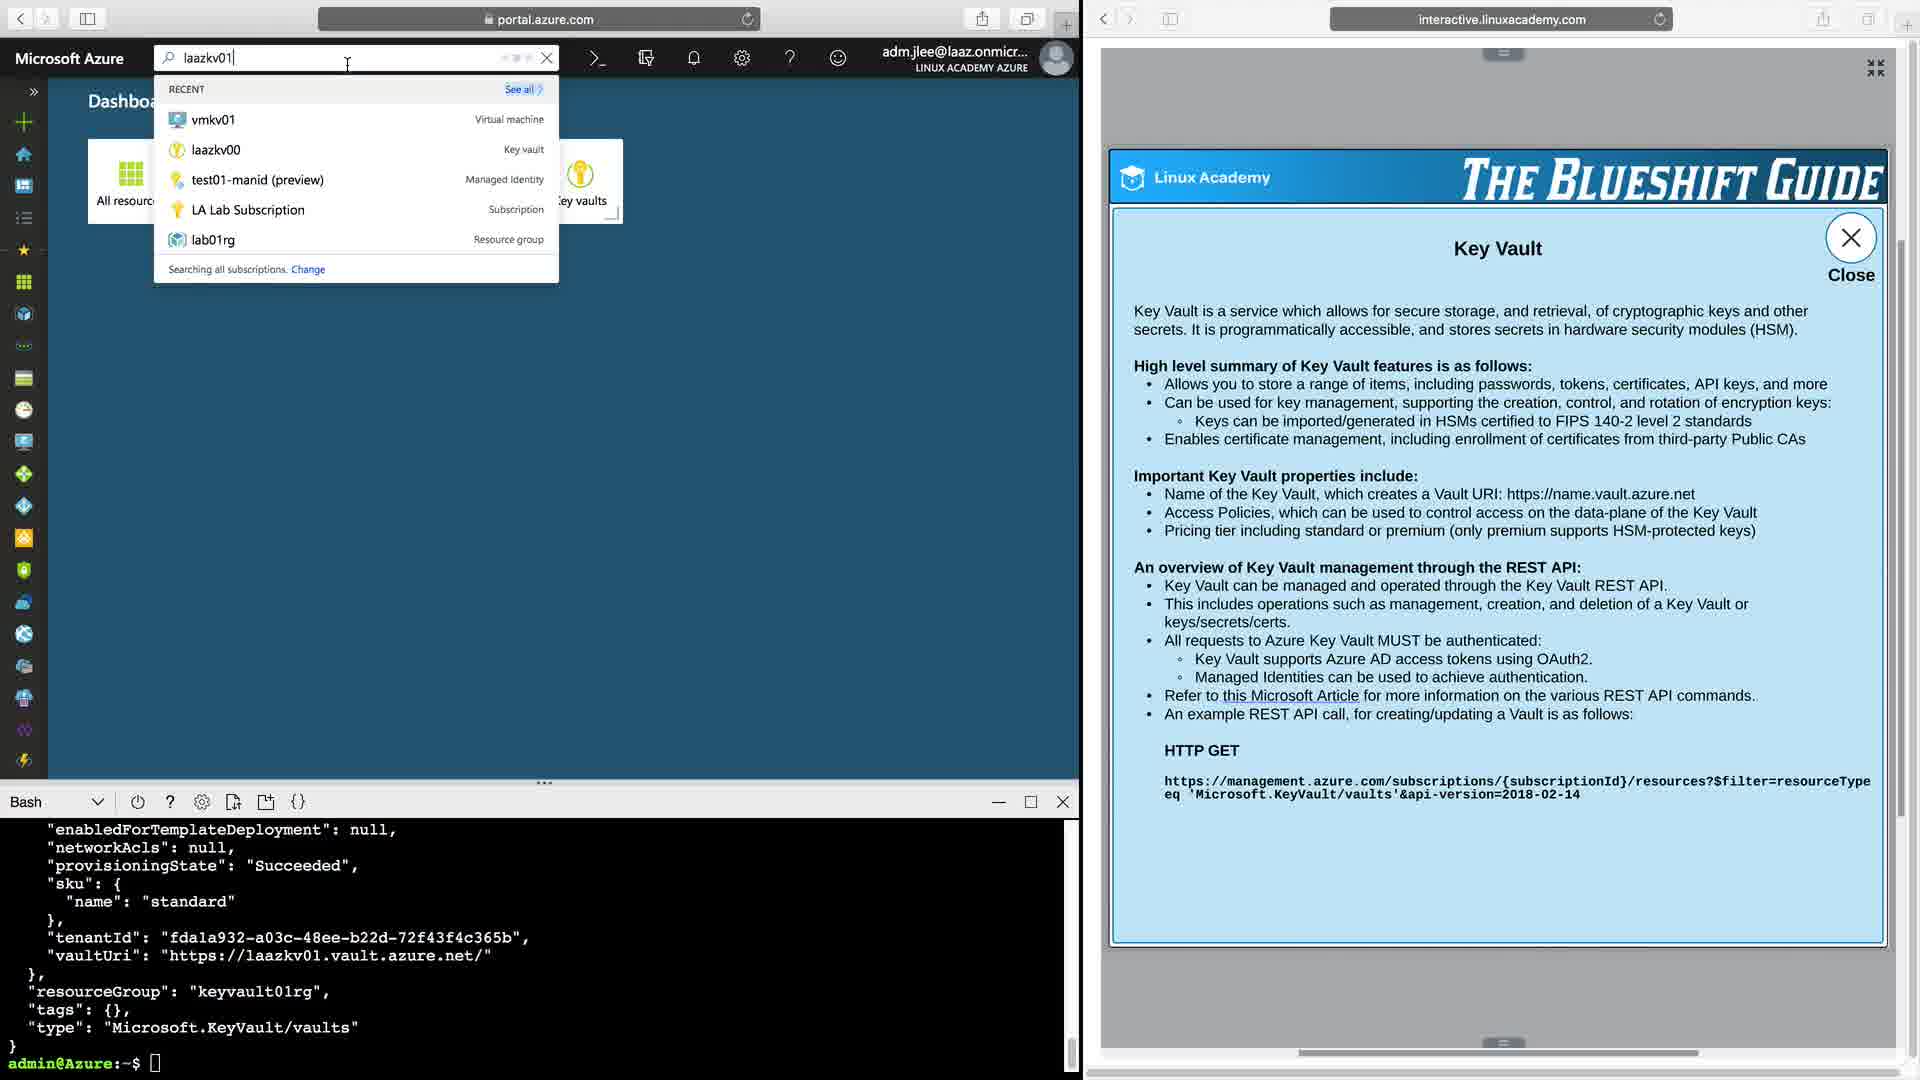 portal.azure.com
Microsoft Azure
laazkv01
adm.jlee@laaz.onmicr...
LINUX ACADEMY AZURE
RECENT
See all
vmkv01
Virtual machine
laazkv00
Key vault
test01-manid (preview)
Managed Identity
LA Lab Subscription
Subscription
lab01rg
Resource group
Searching all subscriptions. Change
Dashbo
All resourc
ey vaults
Bash
"enabledForTemplateDeployment": null,
"networkAcls": null,
"provisioningState": "Succeeded",
"sku": {
"name": "standard"
},
"tenantId": "fda1a932-a03c-48ee-b22d-72f43f4c365b",
"vaultUri": "https://laazkv01.vault.azure.net/"
},
"resourceGroup": "keyvault01rg",
"tags": {},
"type": "Microsoft.KeyVault/vaults"
}
admin@Azure:~$
interactive.linuxacademy.com
Linux Academy
THE BLUESHIFT GUIDE
Key Vault
Close
Key Vault is a service which allows for secure storage, and retrieval, of cryptographic keys and other
secrets. It is programmatically accessible, and stores secrets in hardware security modules (HSM).
High level summary of Key Vault features is as follows:
• Allows you to store a range of items, including passwords, tokens, certificates, API keys, and more
• Can be used for key management, supporting the creation, control, and rotation of encryption keys:
◦ Keys can be imported/generated in HSMs certified to FIPS 140-2 level 2 standards
• Enables certificate management, including enrollment of certificates from third-party Public CAs
Important Key Vault properties include:
• Name of the Key Vault, which creates a Vault URI: https://name.vault.azure.net
• Access Policies, which can be used to control access on the data-plane of the Key Vault
• Pricing tier including standard or premium (only premium supports HSM-protected keys)
An overview of Key Vault management through the REST API:
• Key Vault can be managed and operated through the Key Vault REST API.
• This includes operations such as management, creation, and deletion of a Key Vault or
keys/secrets/certs.
• All requests to Azure Key Vault MUST be authenticated:
◦ Key Vault supports Azure AD access tokens using OAuth2.
◦ Managed Identities can be used to achieve authentication.
• Refer to this Microsoft Article for more information on the various REST API commands.
• An example REST API call, for creating/updating a Vault is as follows:
HTTP GET
https://management.azure.com/subscriptions/{subscriptionId}/resources?$filter=resourceType
eq 'Microsoft.KeyVault/vaults'&api-version=2018-02-14